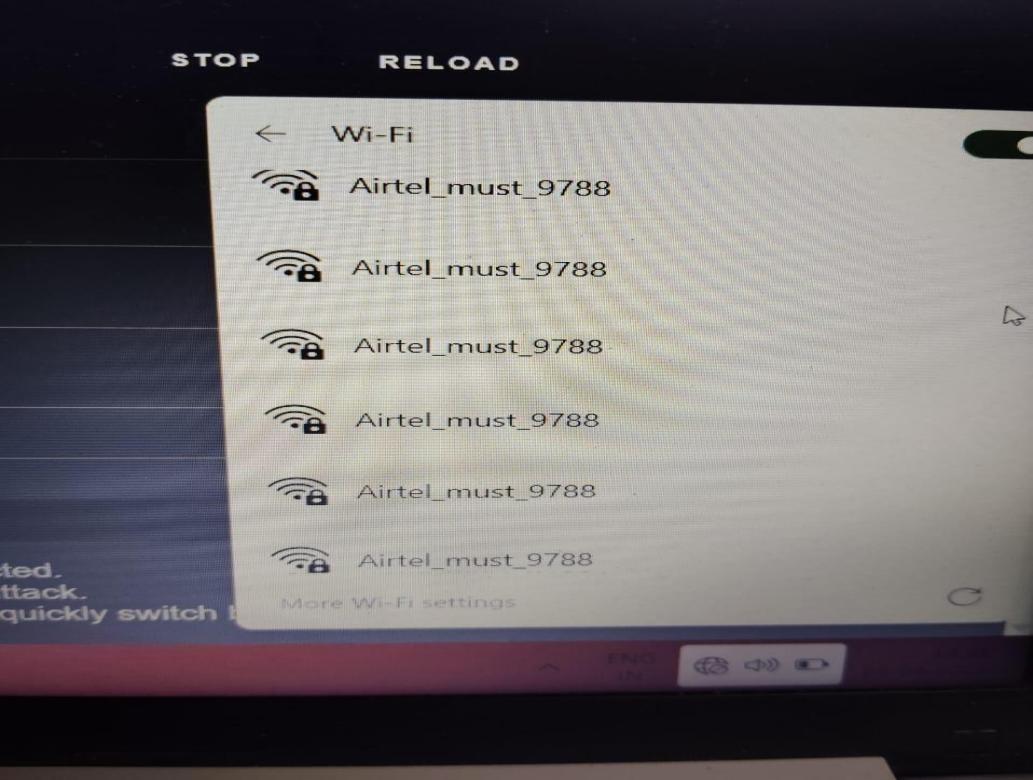 STOP RELOAD
Wi-Fi
Airtel_must_9788
Airtel_must_9788
Airtel_must_9788
Airtel_must_9788
Airtel_must_9788
Airtel_must_9788
ted.
ttack.
quickly switch
More Wi-Fi settings
ENG
IN